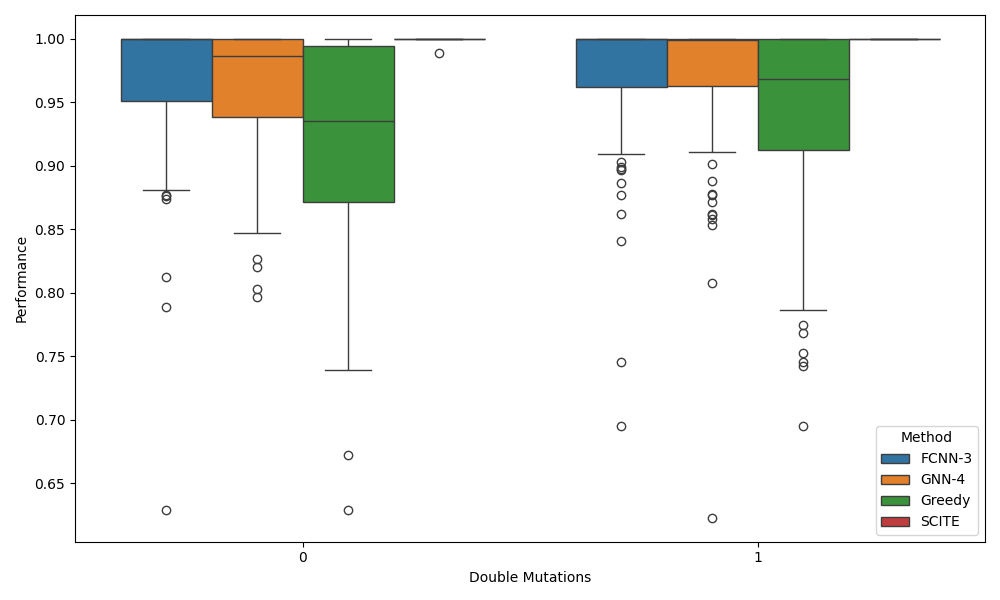 1.00
0.95
0.90
0.85
0.80
0.75
0.70
0.65
Performance
0 1
Double Mutations
Method
FCNN-3
GNN-4
Greedy
SCITE